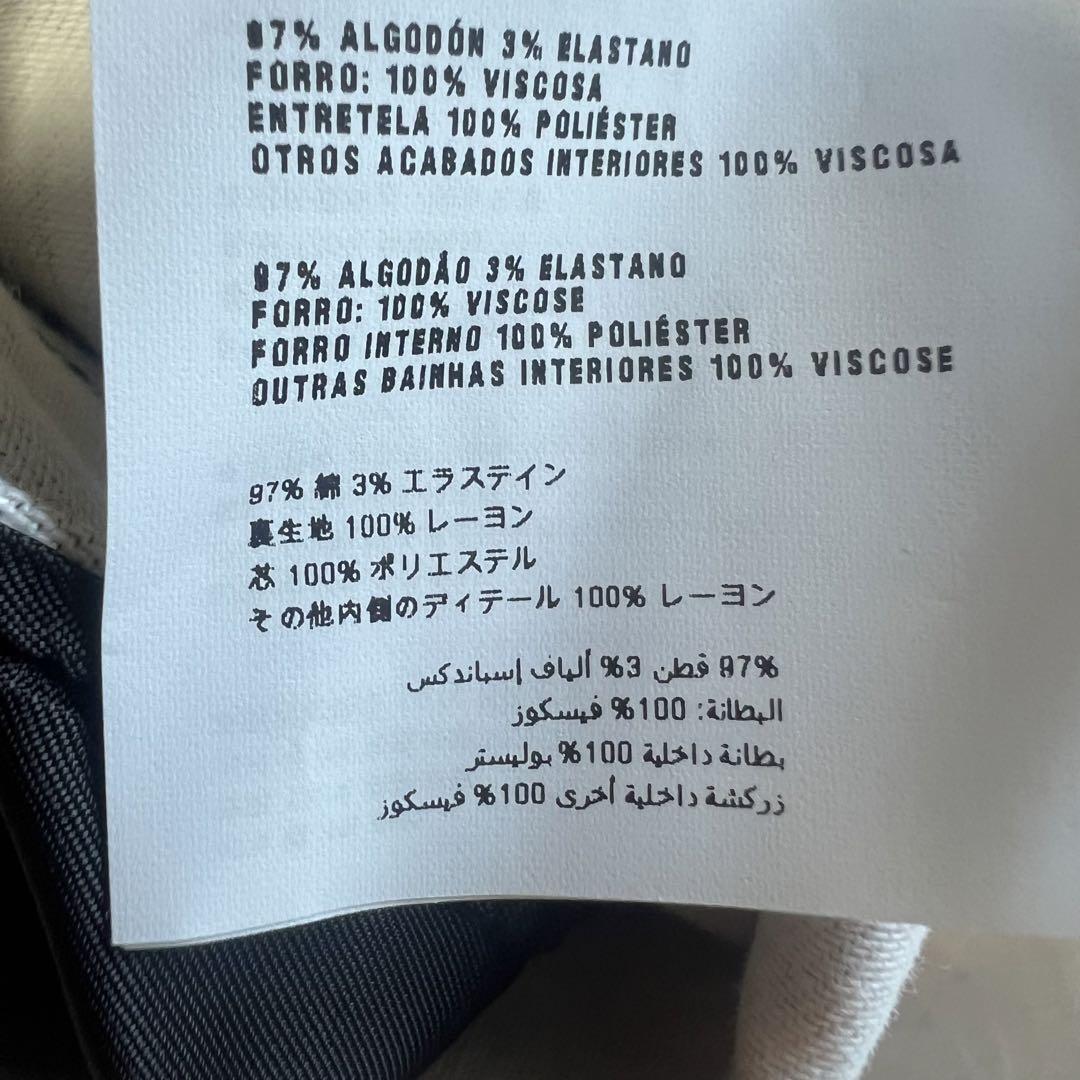 97% ALGODÓN 3% ELASTANO
FORRO: 100% VISCOSA
ENTRETELA 100% POLIÉSTER
OTROS ACABADOS INTERIORES 100% VISCOSA
97% ALGODÃO 3% ELASTANO
FORRO: 100% VISCOSE
FORRO INTERNO 100% POLIÉSTER
OUTRAS BAINHAS INTERIORES 100% VISCOSE
97% 綿 3% エラステイン
裏生地 100% レーヨン
芯 100% ポリエステル
その他内側のディテール 100% レーヨン
97% قطن 3% ألياف إسباندكس
البطانة: 100% فيسكوز
بطانة داخلية 100% بوليستر
زركشة داخلية أخرى 100% فيسكوز